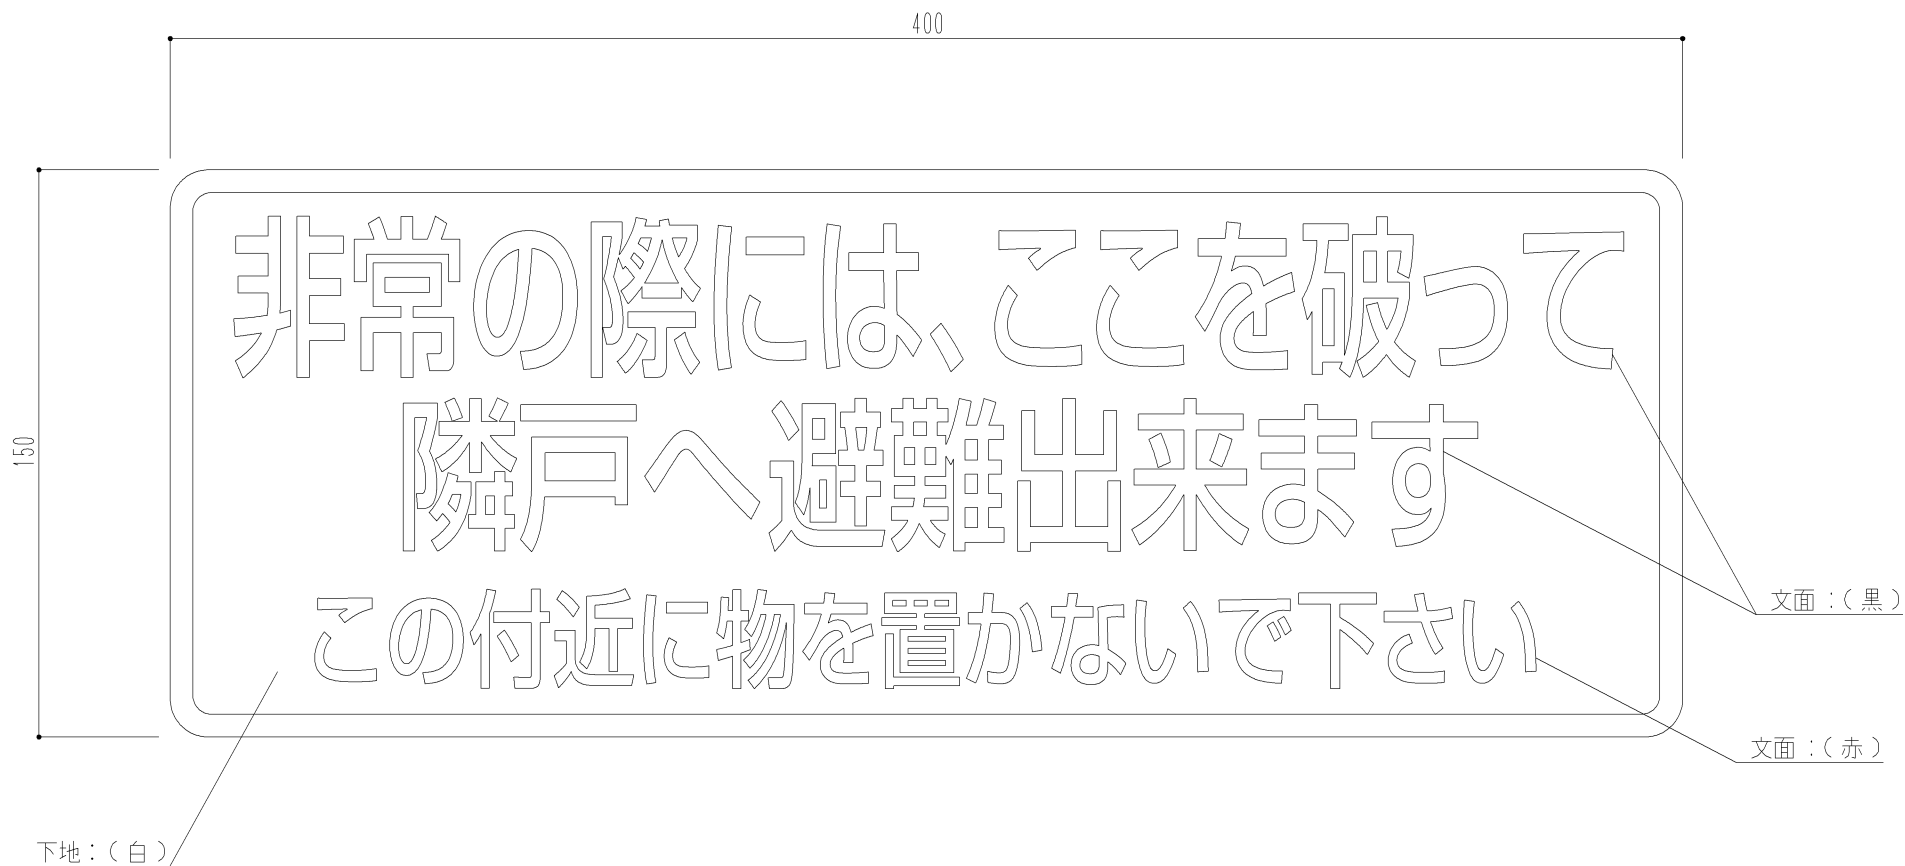 400
150
非常の際には、ここを破って
隣戸へ避難出来ます
この付近に物を置かないで下さい
文面:(黒)
文面:(赤)
下地:(白)